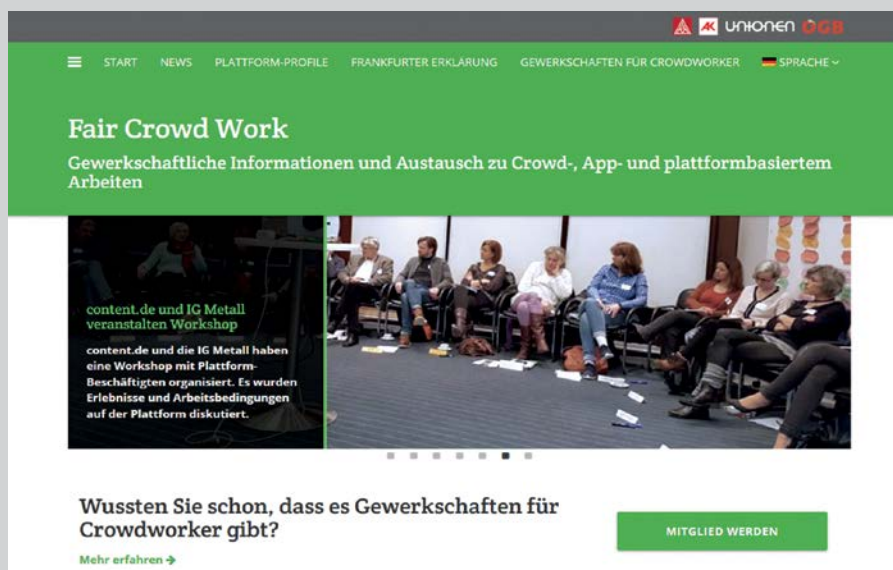 AK UNIONEN ÖGB
START NEWS PLATTFORM-PROFILE FRANKFURTER ERKLÄRUNG GEWERKSCHAFTEN FÜR CROWDWORKER SPRACHE
Fair Crowd Work
Gewerkschaftliche Informationen und Austausch zu Crowd-, App- und plattformbasiertem
Arbeiten
content.de und IG Metall
veranstalten Workshop
content.de und die IG Metall haben
eine Workshop mit Plattform-
Beschäftigten organisiert. Es wurden
Erlebnisse und Arbeitsbedingungen
auf der Plattform diskutiert.
Wussten Sie schon, dass es Gewerkschaften für
Crowdworker gibt?
MITGLIED WERDEN
Mehr erfahren →